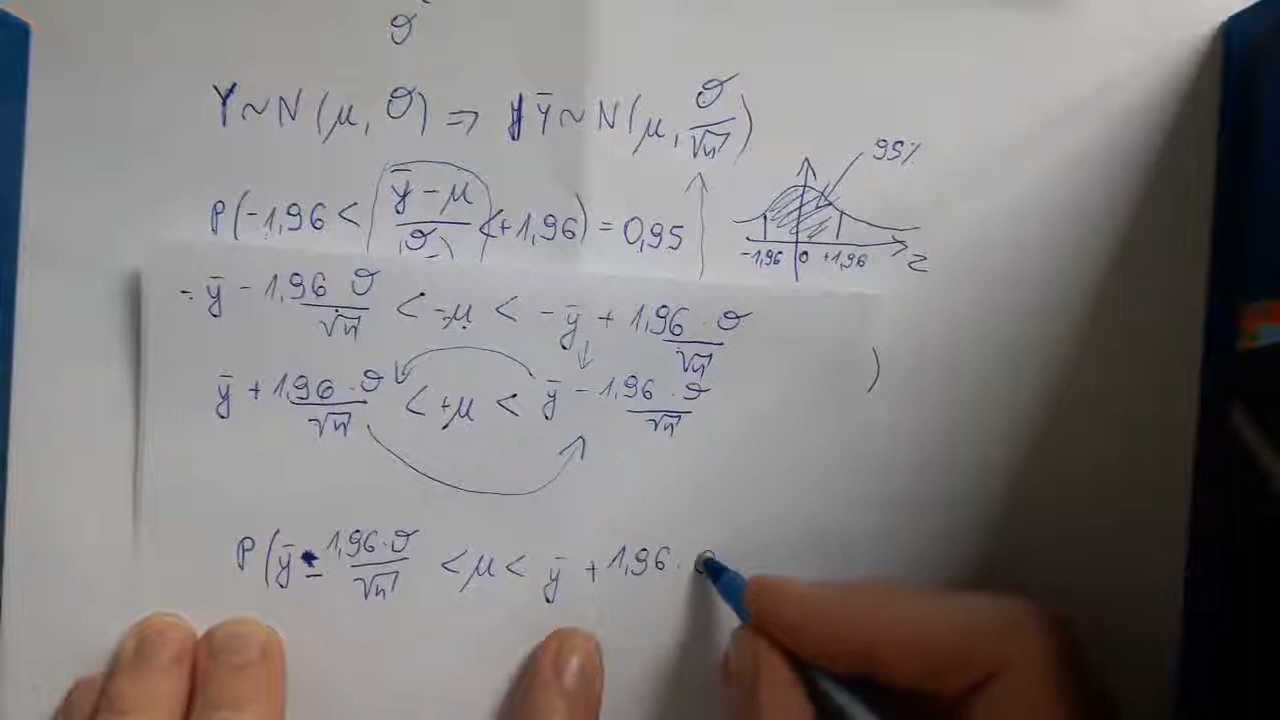 σ
Y ~ N(μ, σ) ⇒ Ȳ ~ N(μ, σ/√n)
95%
P(-1,96 < (ȳ - μ)/(σ < +1,96) = 0,95
-1,96 0 +1,96 z
-ȳ - 1,96 σ/√n < -μ < -ȳ + 1,96 · σ/√n
)
ȳ + 1,96 · σ/√n < +μ < ȳ - 1,96 · σ/√n
P(ȳ - 1,96 · σ/√n < μ < ȳ + 1,96 · σ